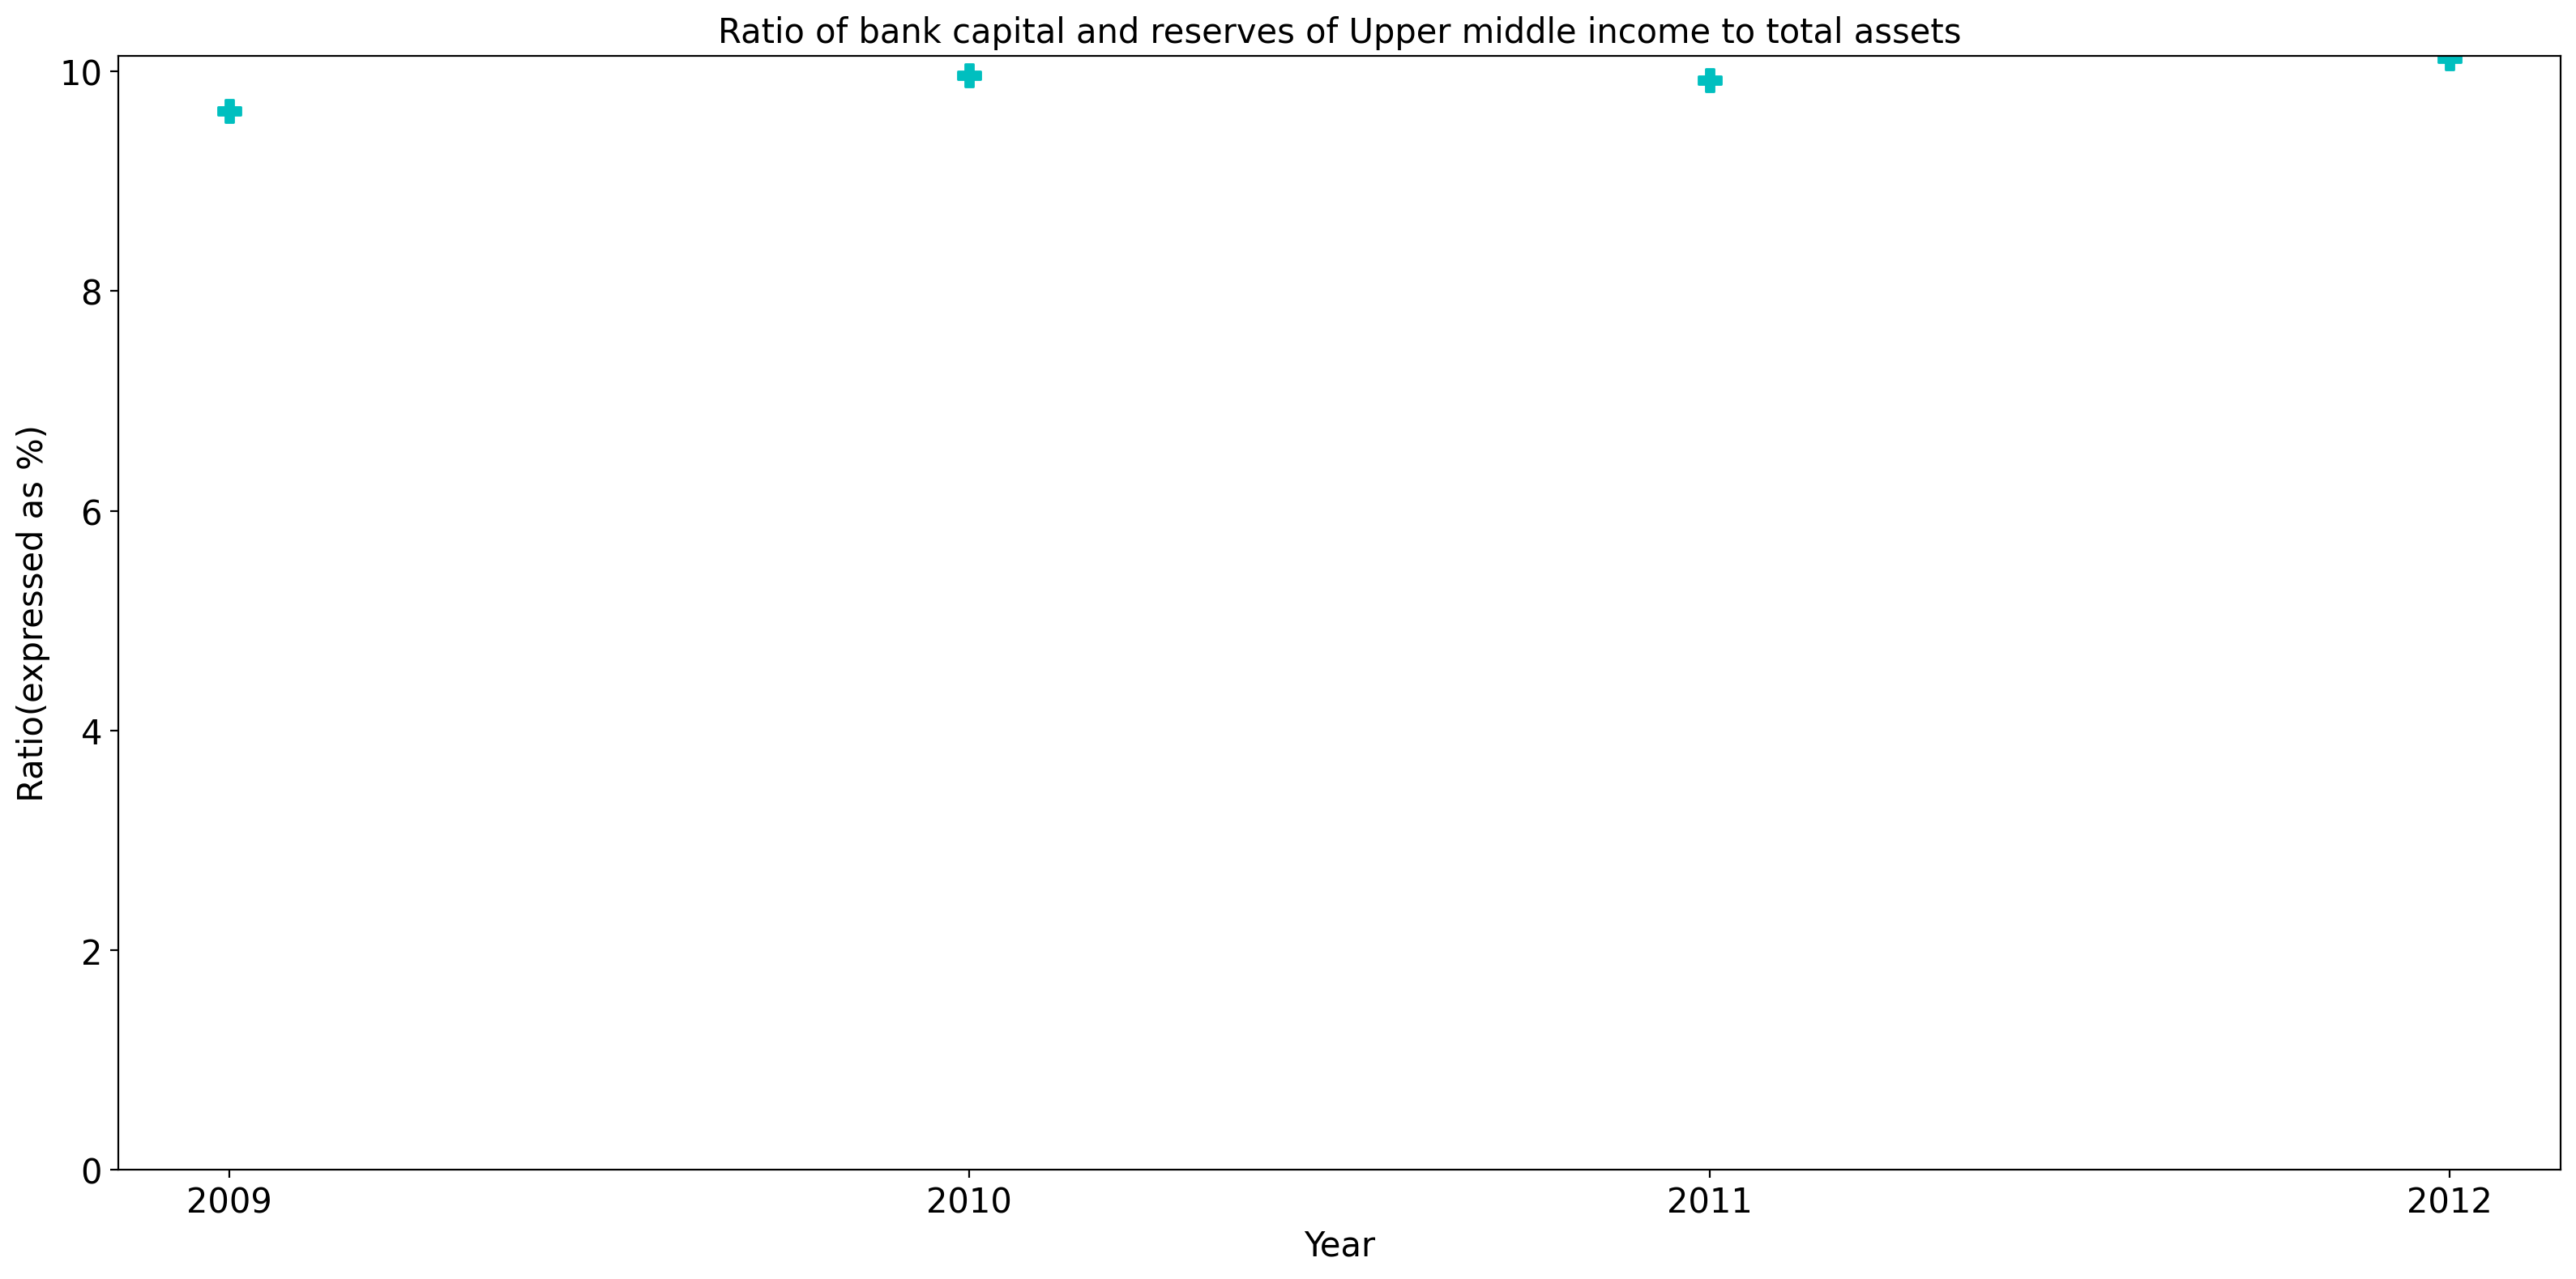 Ratio of bank capital and reserves of Upper middle income to total assets
Ratio(expressed as %)
10
8
6
4
2
0
2009 2010 2011 2012
Year